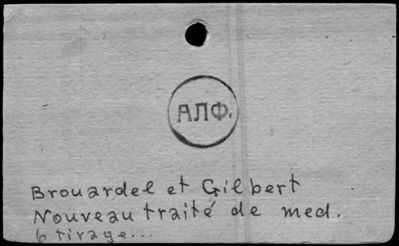 АЛФ.
Brouardel et Gilbert
Nouveau traité de med.
6 tirage...